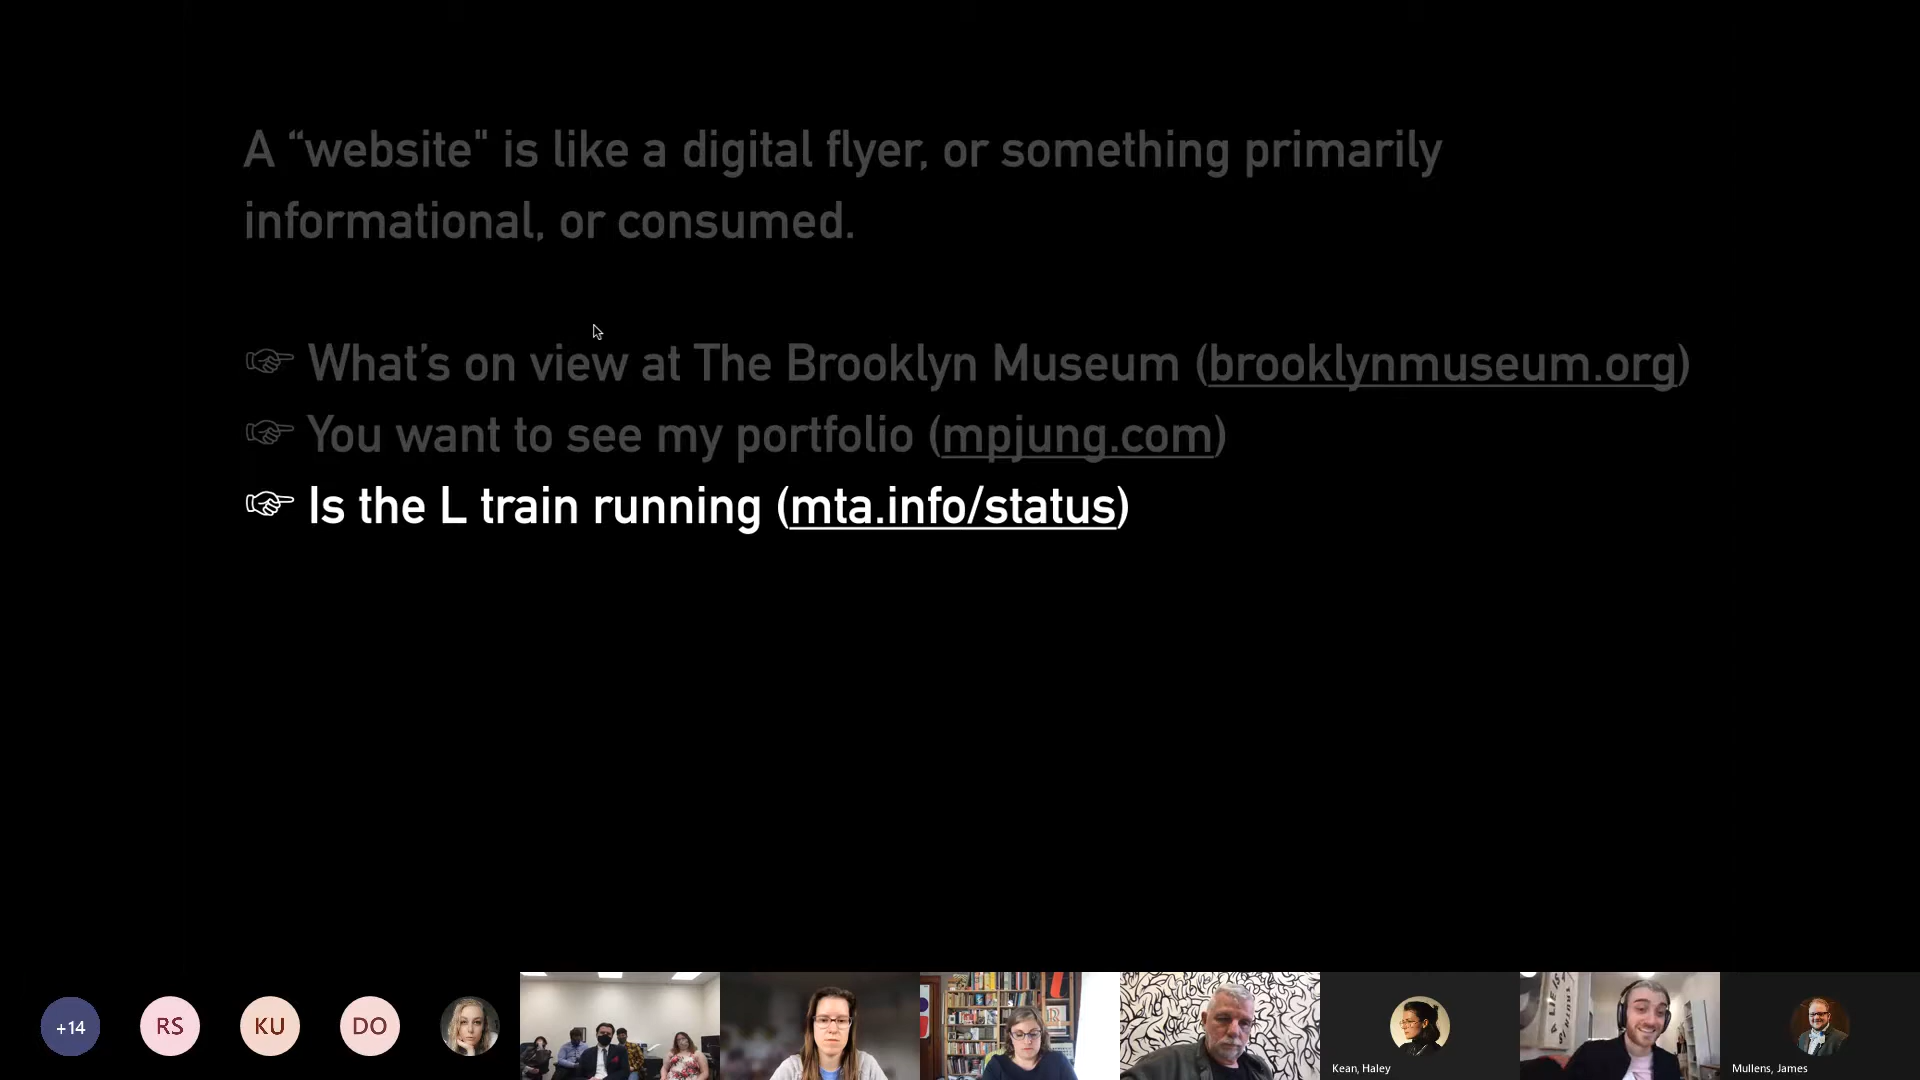 A “website" is like a digital flyer, or something primarily
informational, or consumed.
☞ What’s on view at The Brooklyn Museum (brooklynmuseum.org)
☞ You want to see my portfolio (mpjung.com)
☞ Is the L train running (mta.info/status)
+14
RS
KU
DO
Kean, Haley
Mullens, James